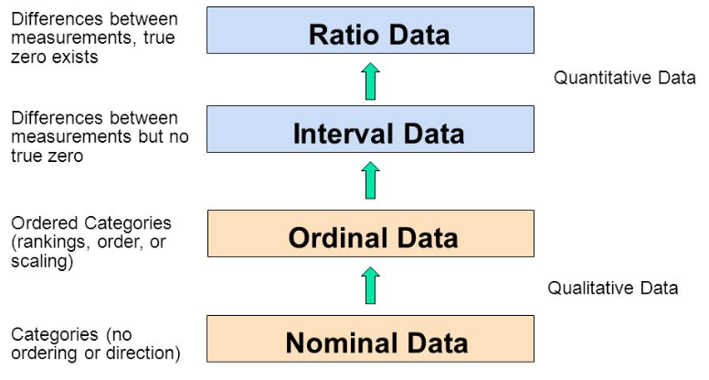 Differences between
measurements, true
zero exists
Ratio Data
Quantitative Data
Differences between
measurements but no
true zero
Interval Data
Ordered Categories
(rankings, order, or
scaling)
Ordinal Data
Qualitative Data
Categories (no
ordering or direction)
Nominal Data